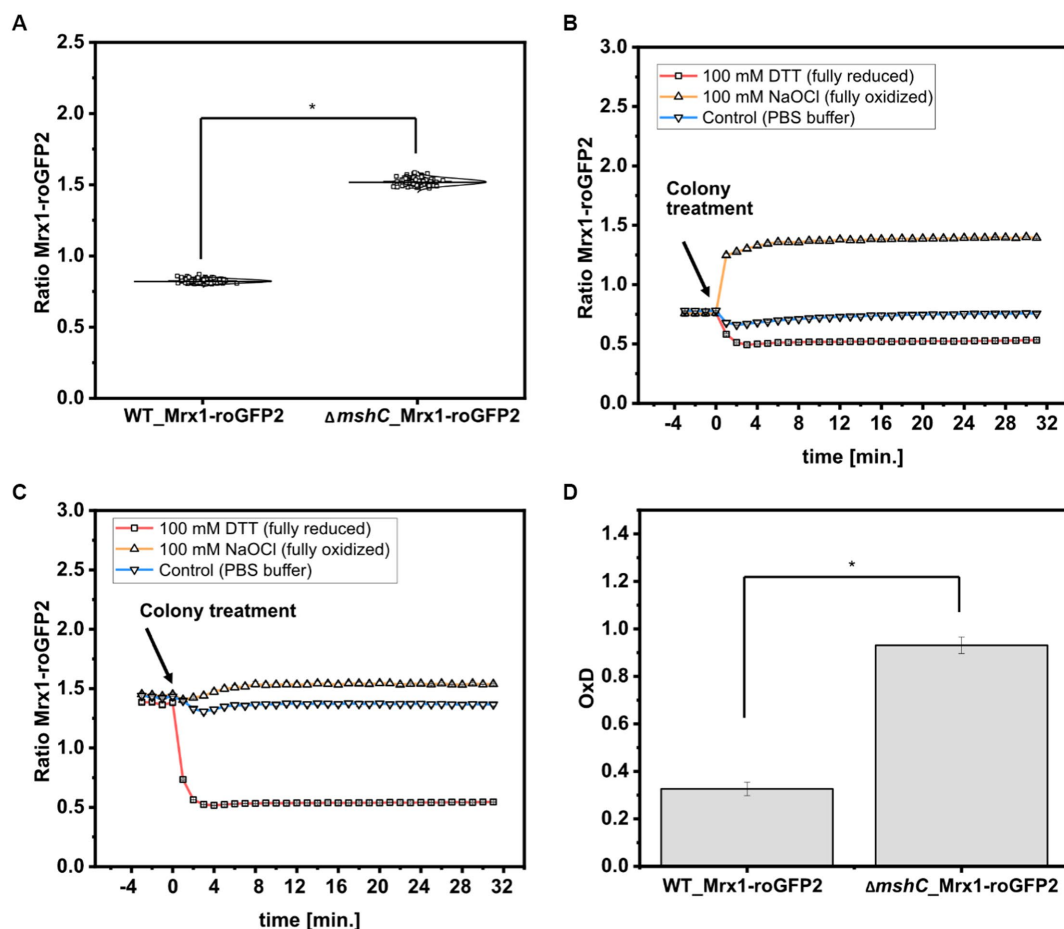 A
Ratio Mrx1-roGFP2
2.5
2.0
1.5
1.0
0.5
0.0
*
WT_Mrx1-roGFP2
ΔmshC_Mrx1-roGFP2
B
Ratio Mrx1-roGFP2
3.0
2.5
2.0
1.5
1.0
0.5
0.0
100 mM DTT (fully reduced)
100 mM NaOCl (fully oxidized)
Control (PBS buffer)
Colony
treatment
-4 0 4 8 12 16 20 24 28 32
time [min.]
C
Ratio Mrx1-roGFP2
3.0
2.5
2.0
1.5
1.0
0.5
0.0
100 mM DTT (fully reduced)
100 mM NaOCl (fully oxidized)
Control (PBS buffer)
Colony treatment
-4 0 4 8 12 16 20 24 28 32
time [min.]
D
OxD
1.4
1.2
1.0
0.8
0.6
0.4
0.2
0.0
*
WT_Mrx1-roGFP2
ΔmshC_Mrx1-roGFP2